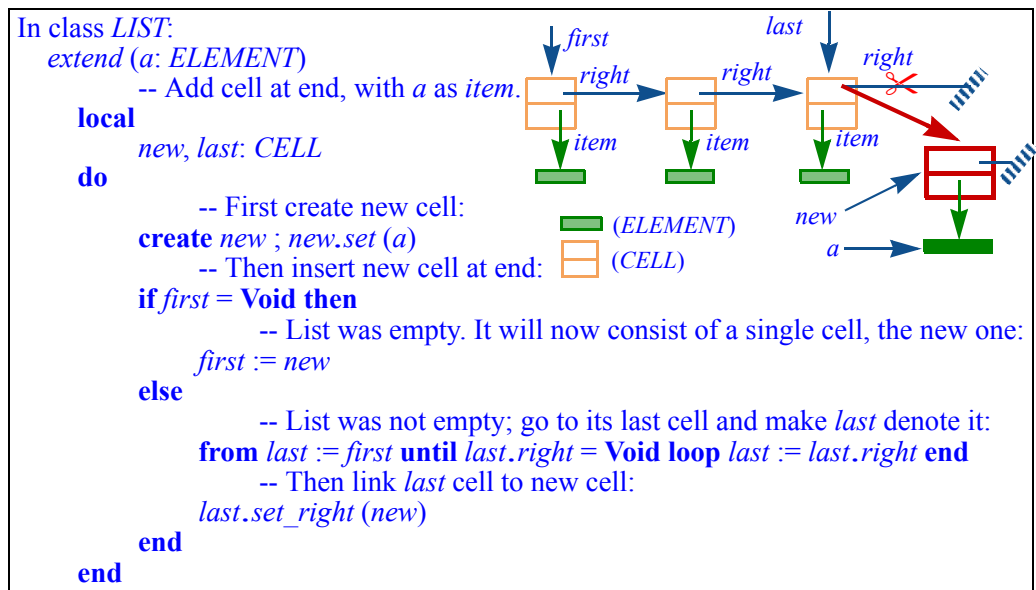 In class LIST:
extend (a: ELEMENT)
-- Add cell at end, with a as item.
local
new, last: CELL
do
-- First create new cell:
create new ; new.set (a)
-- Then insert new cell at end:
if first = Void then
-- List was empty. It will now consist of a single cell, the new one:
first := new
else
-- List was not empty; go to its last cell and make last denote it:
from last := first until last.right = Void loop last := last.right end
-- Then link last cell to new cell:
last.set_right (new)
end
end
first
last
right
right
right
item
item
item
new
a
(ELEMENT)
(CELL)